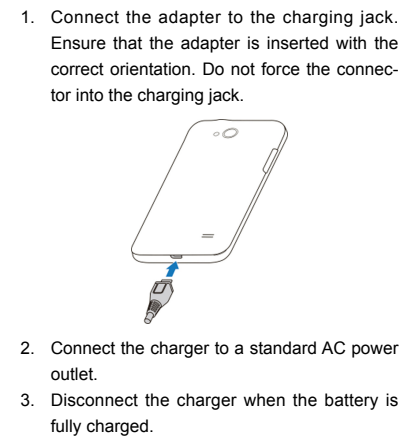 1. Connect the adapter to the charging jack.
Ensure that the adapter is inserted with the
correct orientation. Do not force the connec-
tor into the charging jack.
2. Connect the charger to a standard AC power
outlet.
3. Disconnect the charger when the battery is
fully charged.